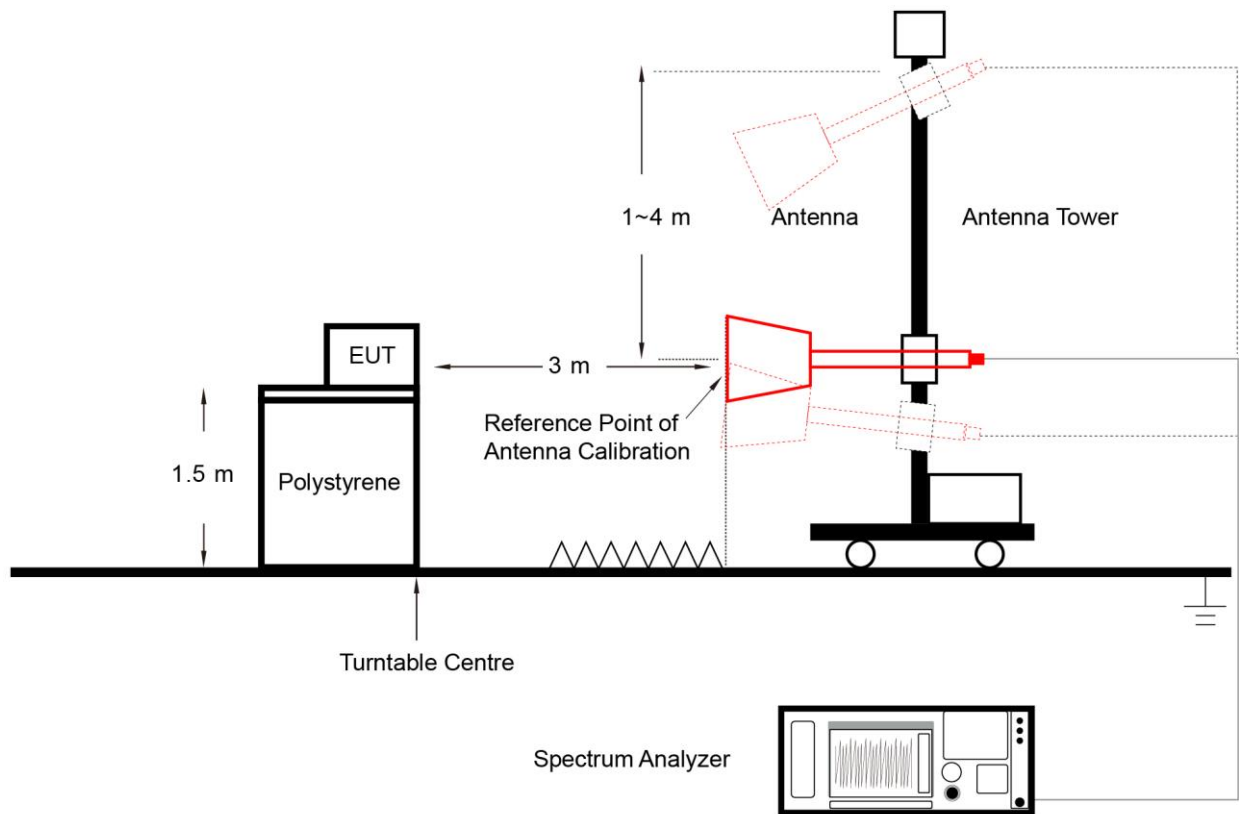 1~4 m
Antenna
Antenna Tower
EUT
3 m
Reference Point of
Antenna Calibration
1.5 m
Polystyrene
Turntable Centre
Spectrum Analyzer